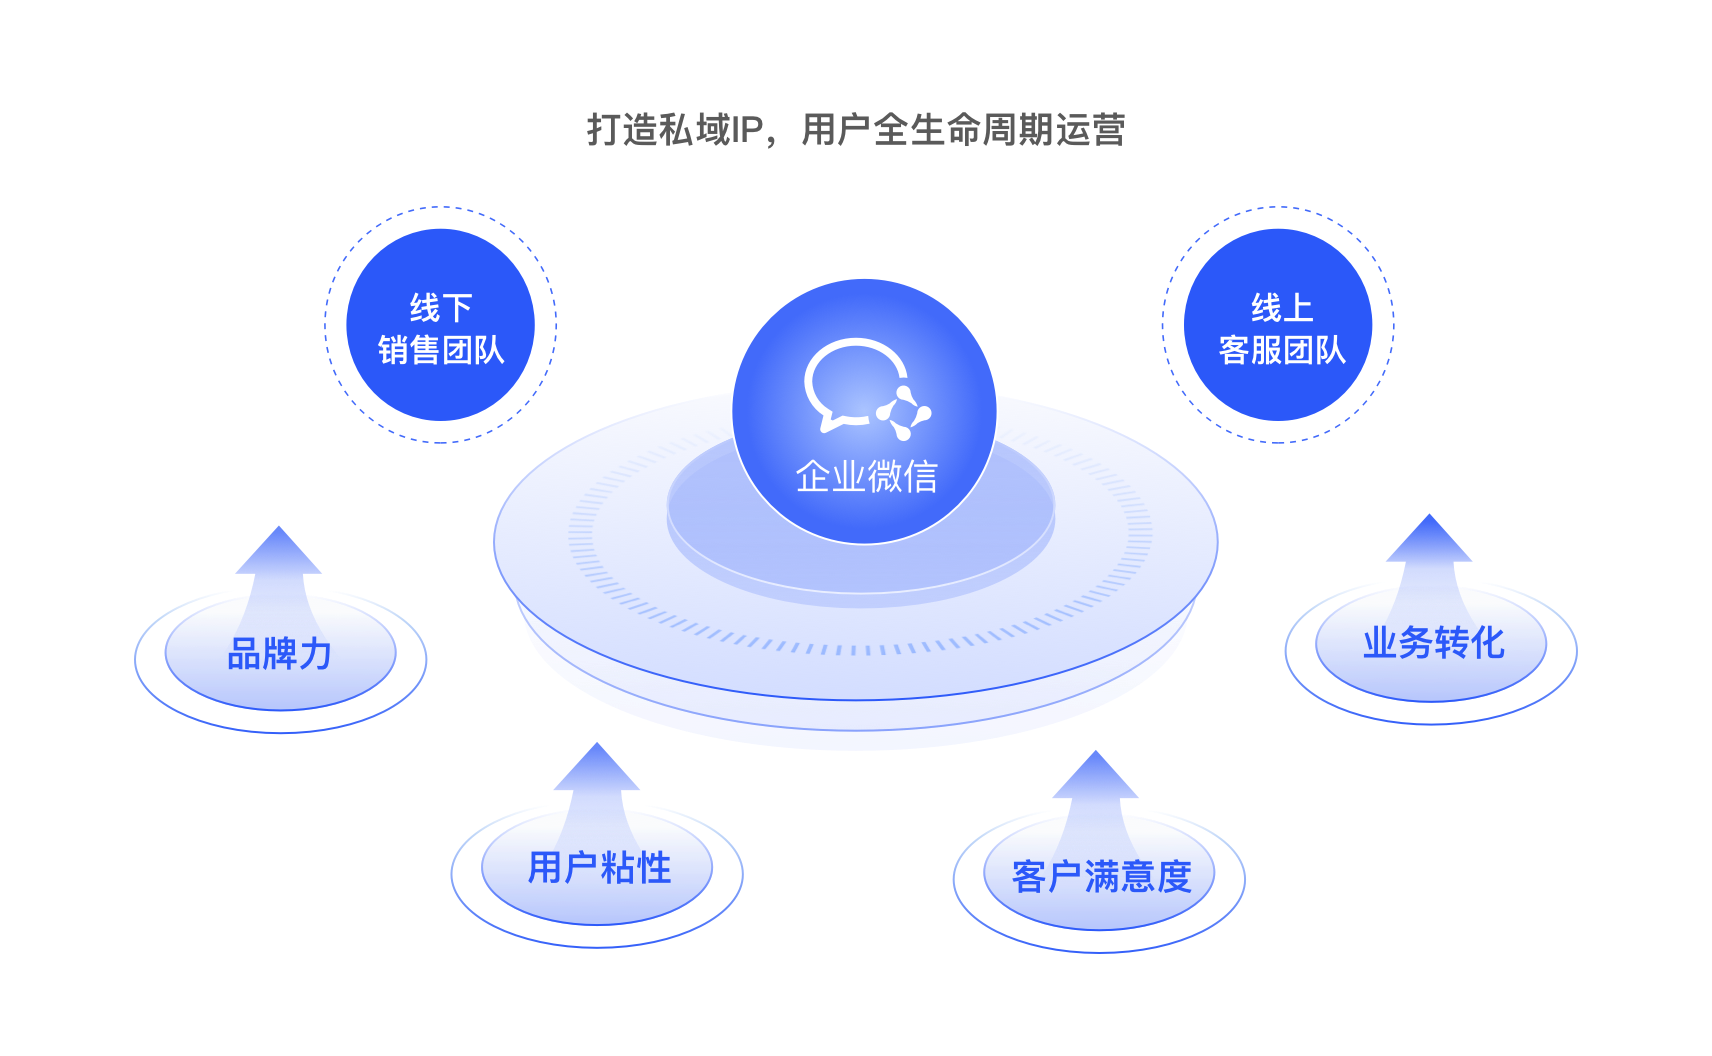 打造私域IP，用户全生命周期运营
线下
销售团队
线上
客服团队
企业微信
品牌力
业务转化
用户粘性
客户满意度